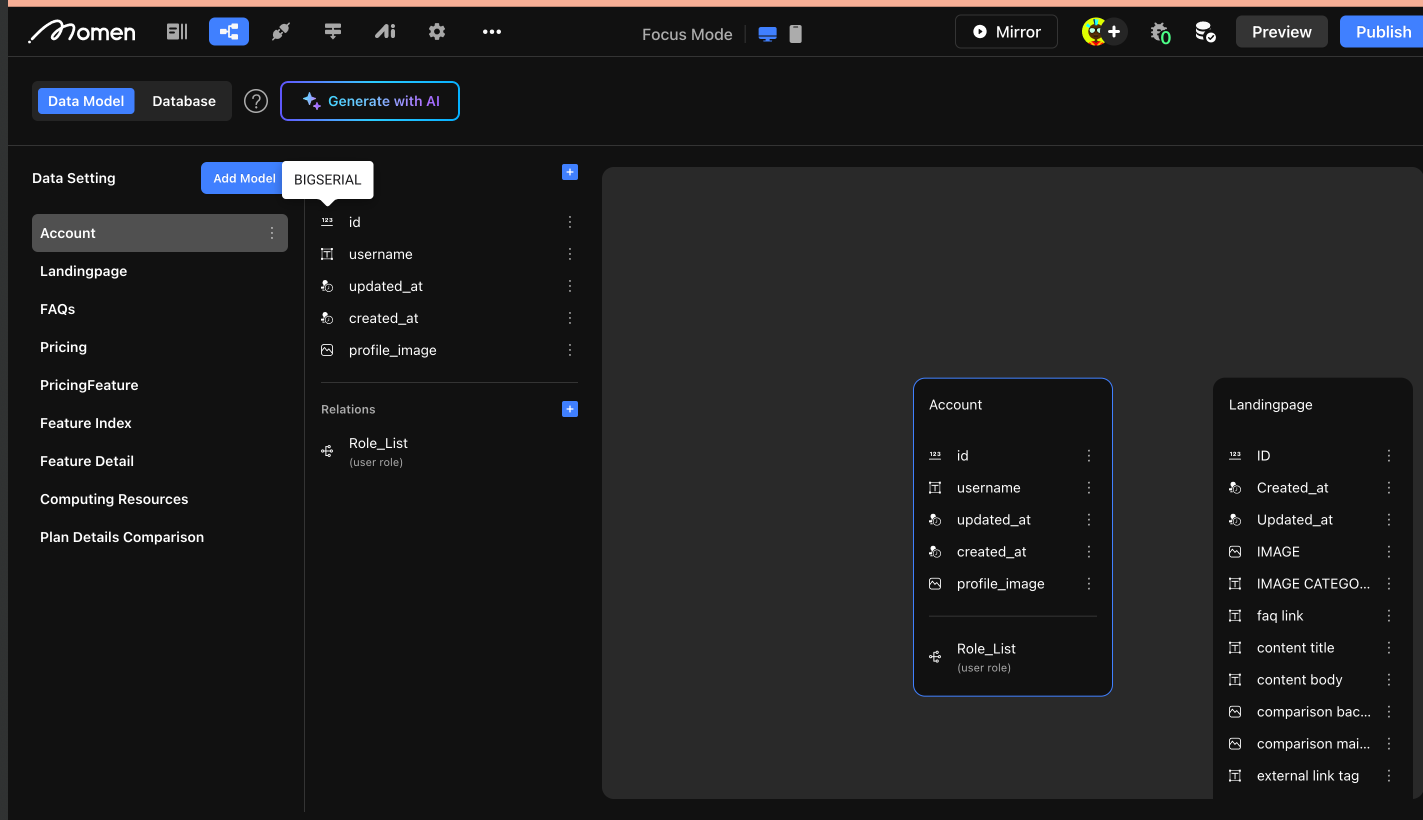 Momen
Ai
Focus Mode
Mirror
0
Preview
Publish
Data Model
Database
?
Generate with AI
Data Setting
Add Model
BIGSERIAL
Account
Landingpage
FAQs
Pricing
PricingFeature
Feature Index
Feature Detail
Computing Resources
Plan Details Comparison
123 id
username
updated_at
created_at
profile_image
Relations
Role_List
(user role)
Account
123 id
username
updated_at
created_at
profile_image
Role_List
(user role)
Landingpage
123 ID
Created_at
Updated_at
IMAGE
IMAGE CATEGO...
faq link
content title
content body
comparison bac...
comparison mai...
external link tag